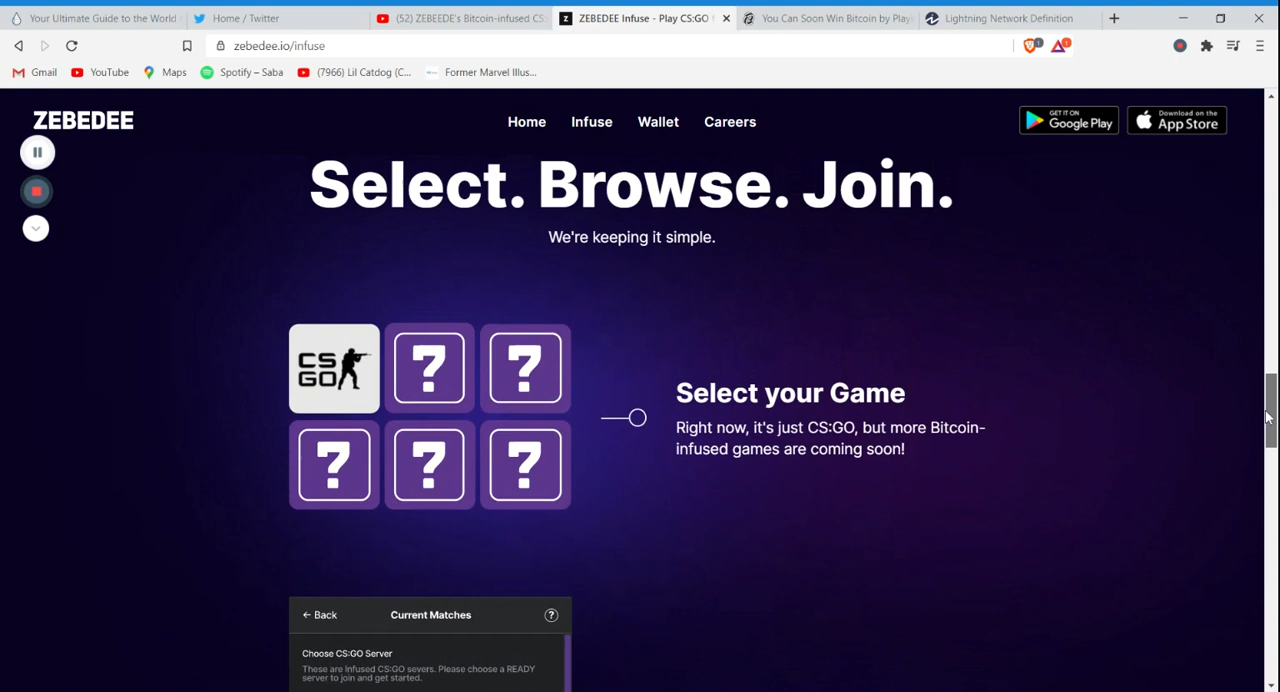 Your Ultimate Guide to the World
Home / Twitter
(52) ZEBEEDE's Bitcoin-infused CS:
ZEBEDEE Infuse - Play CS:GO
You Can Soon Win Bitcoin by Play
Lightning Network Definition
zebedee.io/infuse
1
1
Gmail
YouTube
Maps
Spotify – Saba
(7966) Lil Catdog (C...
Former Marvel Illus...
ZEBEDEE
Home
Infuse
Wallet
Careers
GET IT ON
Google Play
Download on the
App Store
Select. Browse. Join.
We're keeping it simple.
CS
GO
? ?
? ? ?
Select your Game
Right now, it's just CS:GO, but more Bitcoin-
infused games are coming soon!
← Back
Current Matches
?
Choose CS:GO Server
These are Infused CS:GO severs. Please choose a READY
server to join and get started.